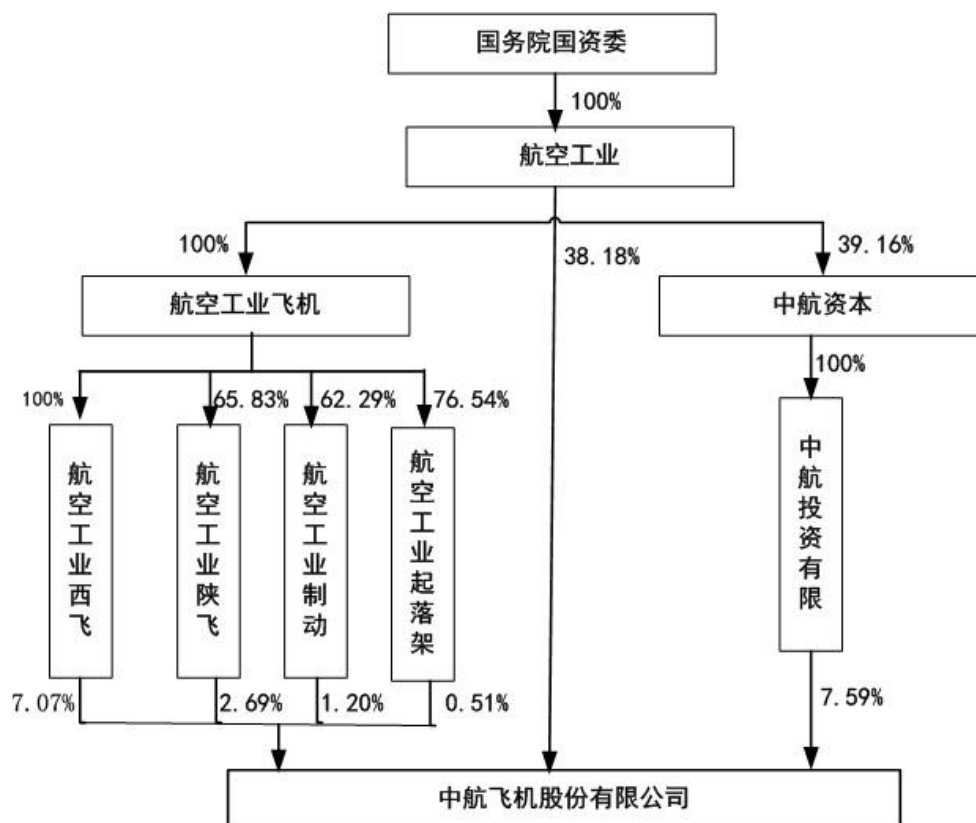 国务院国资委
100%
航空工业
100%
38.18%
39.16%
航空工业飞机
中航资本
100%
100%
65.83%
62.29%
76.54%
航空工业西飞
航空工业陕飞
航空工业制动
航空工业起落架
中航投资有限
7.07%
2.69%
1.20%
0.51%
7.59%
中航飞机股份有限公司